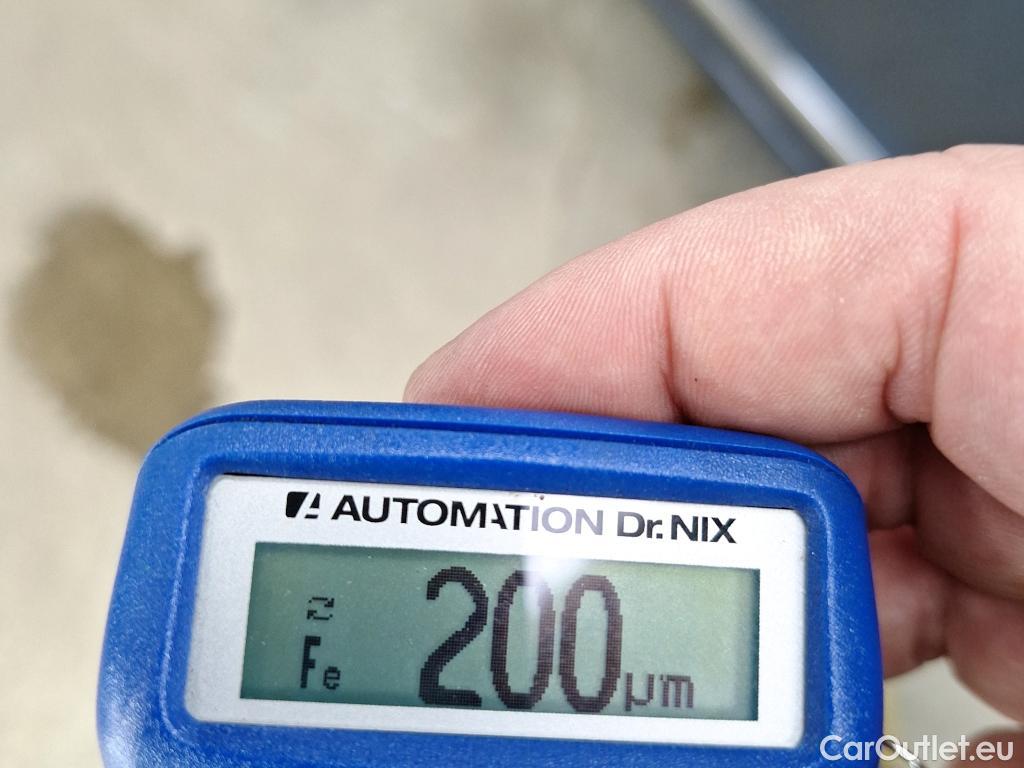 AUTOMATION Dr. NIX
Fe 200 µm
CarOutlet.eu